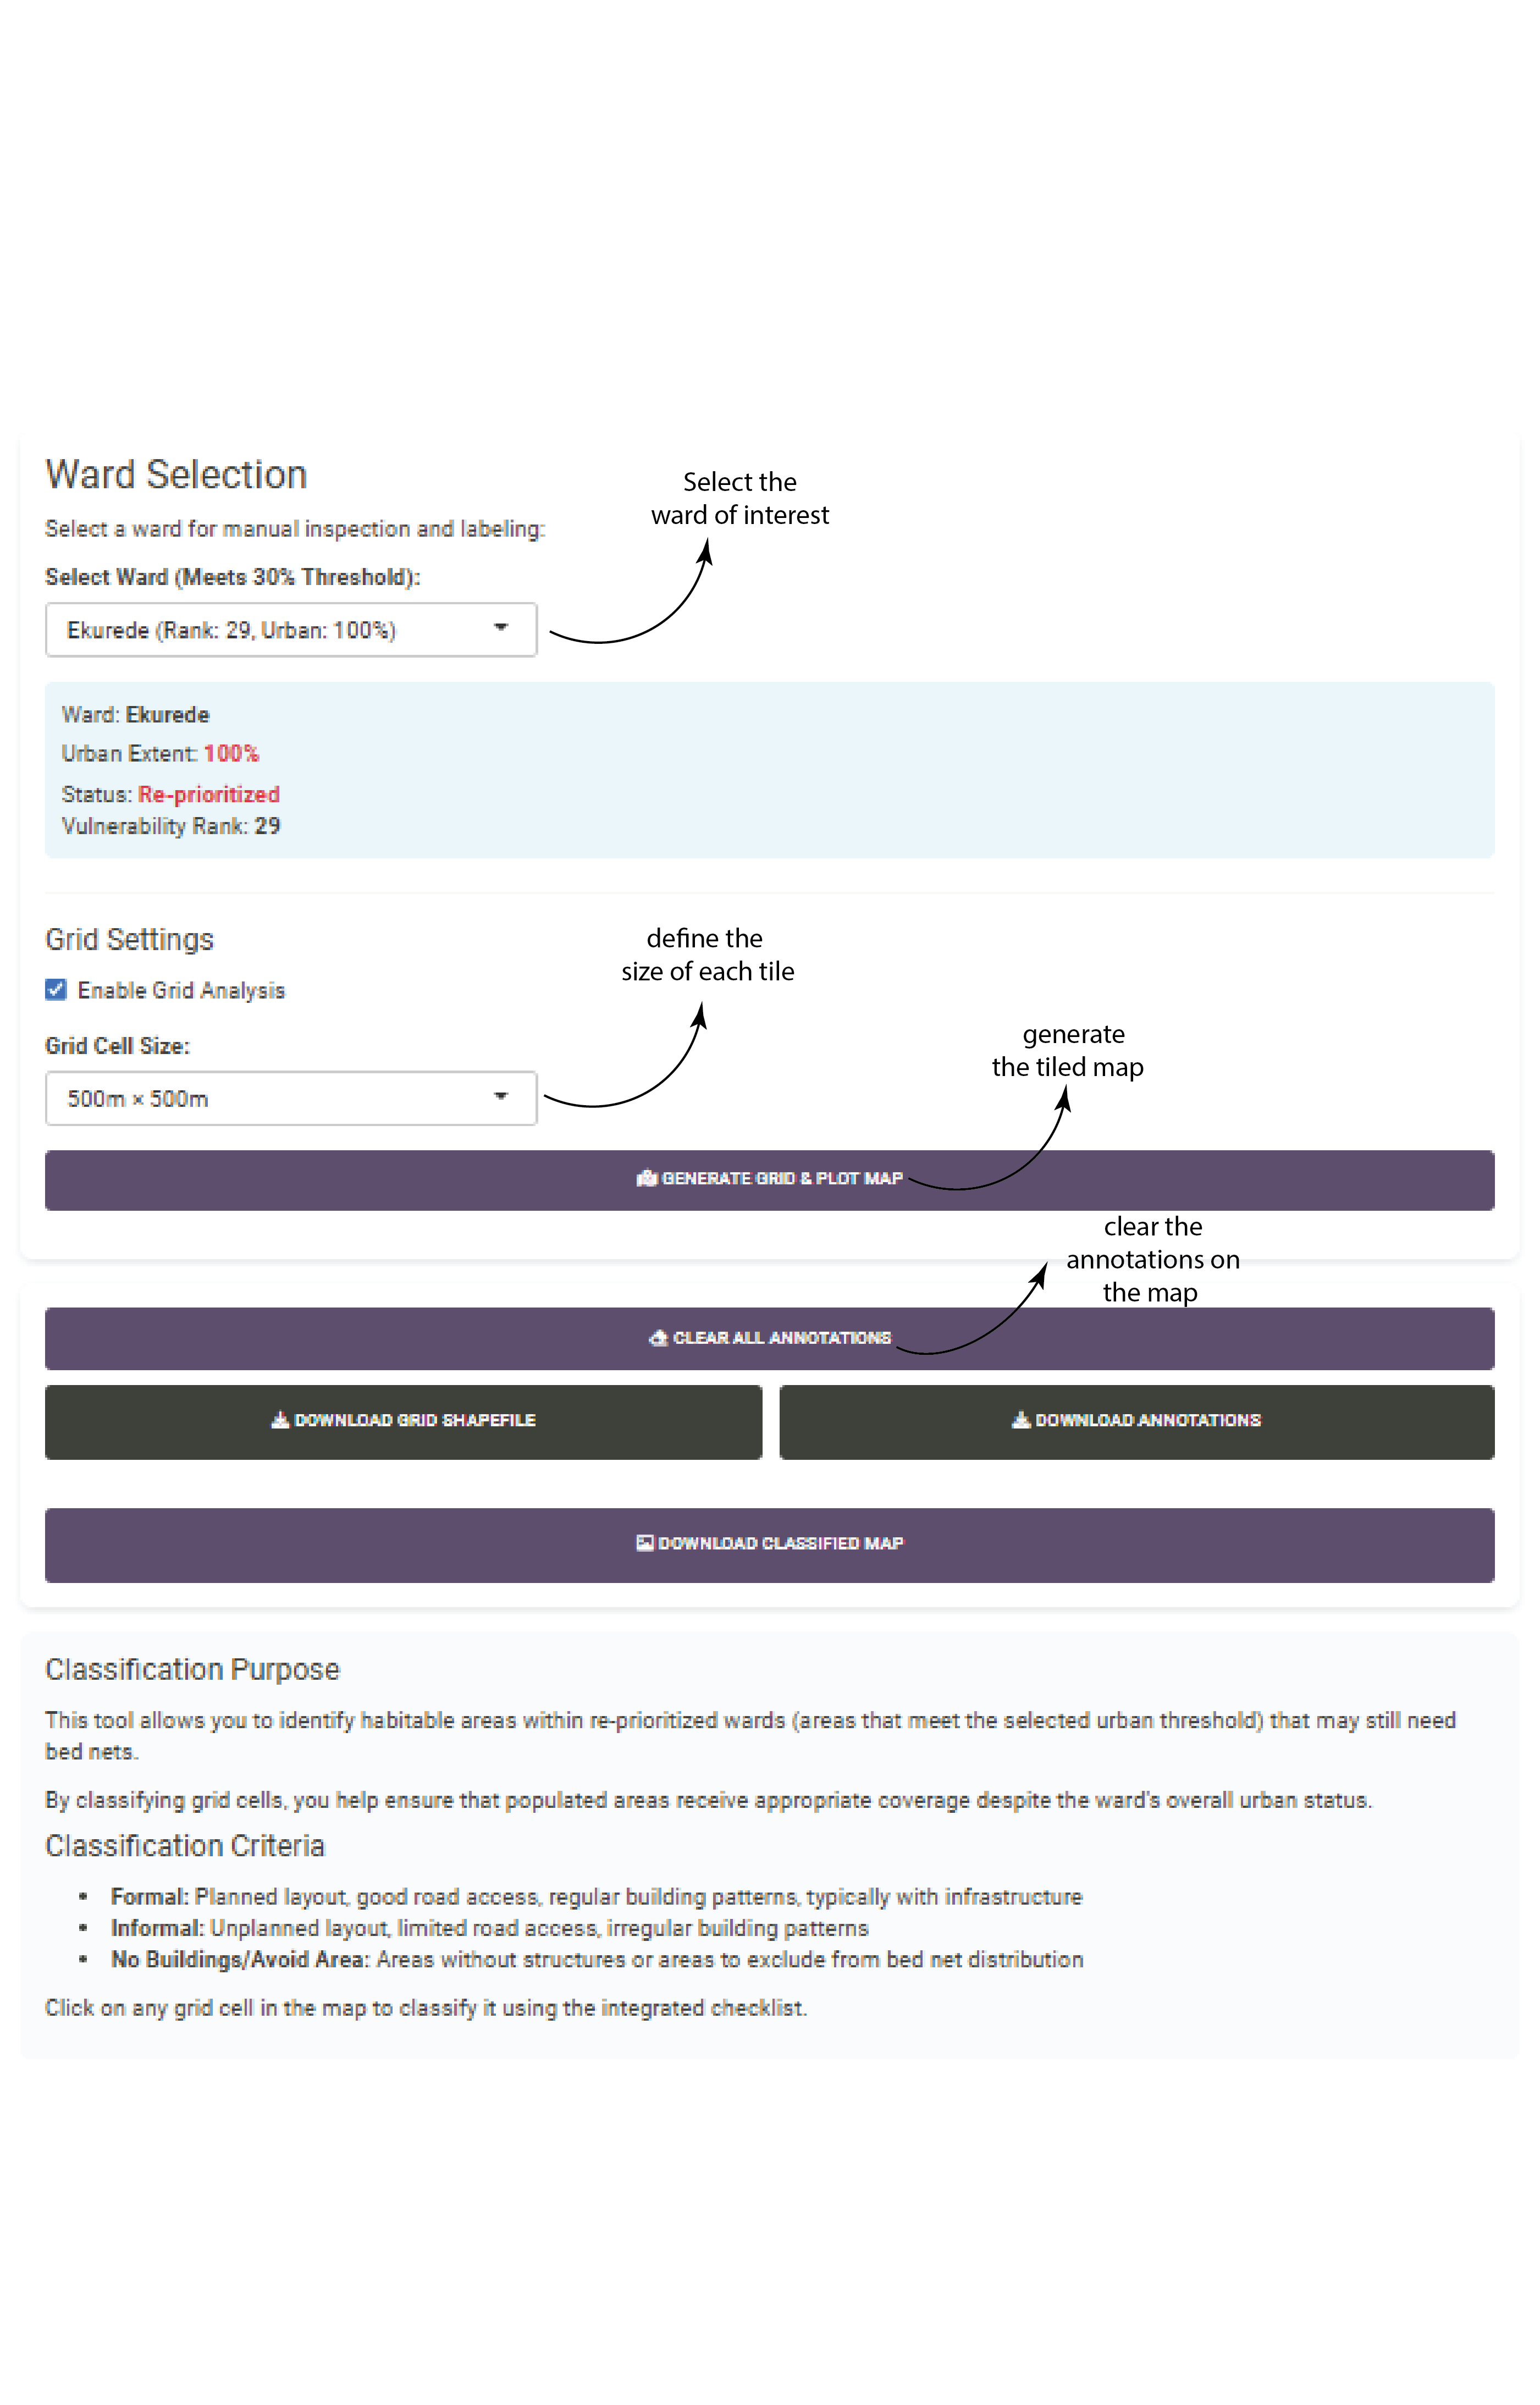 Ward Selection
Select the
ward of interest
Select a ward for manual inspection and labeling:
Select Ward (Meets 30% Threshold):
Ekurede (Rank: 29, Urban: 100%)
Ward: Ekurede
Urban Extent: 100%
Status: Re-prioritized
Vulnerability Rank: 29
Grid Settings
define the
size of each tile
Enable Grid Analysis
Grid Cell Size:
500m × 500m
generate
the tiled map
GENERATE GRID & PLOT MAP
clear the
annotations on
the map
CLEAR ALL ANNOTATIONS
DOWNLOAD GRID SHAPEFILE
DOWNLOAD ANNOTATIONS
DOWNLOAD CLASSIFIED MAP
Classification Purpose
This tool allows you to identify habitable areas within re-prioritized wards (areas that meet the selected urban threshold) that may still need
bed nets.
By classifying grid cells, you help ensure that populated areas receive appropriate coverage despite the ward's overall urban status.
Classification Criteria
• Formal: Planned layout, good road access, regular building patterns, typically with infrastructure
• Informal: Unplanned layout, limited road access, irregular building patterns
• No Buildings/Avoid Area: Areas without structures or areas to exclude from bed net distribution
Click on any grid cell in the map to classify it using the integrated checklist.